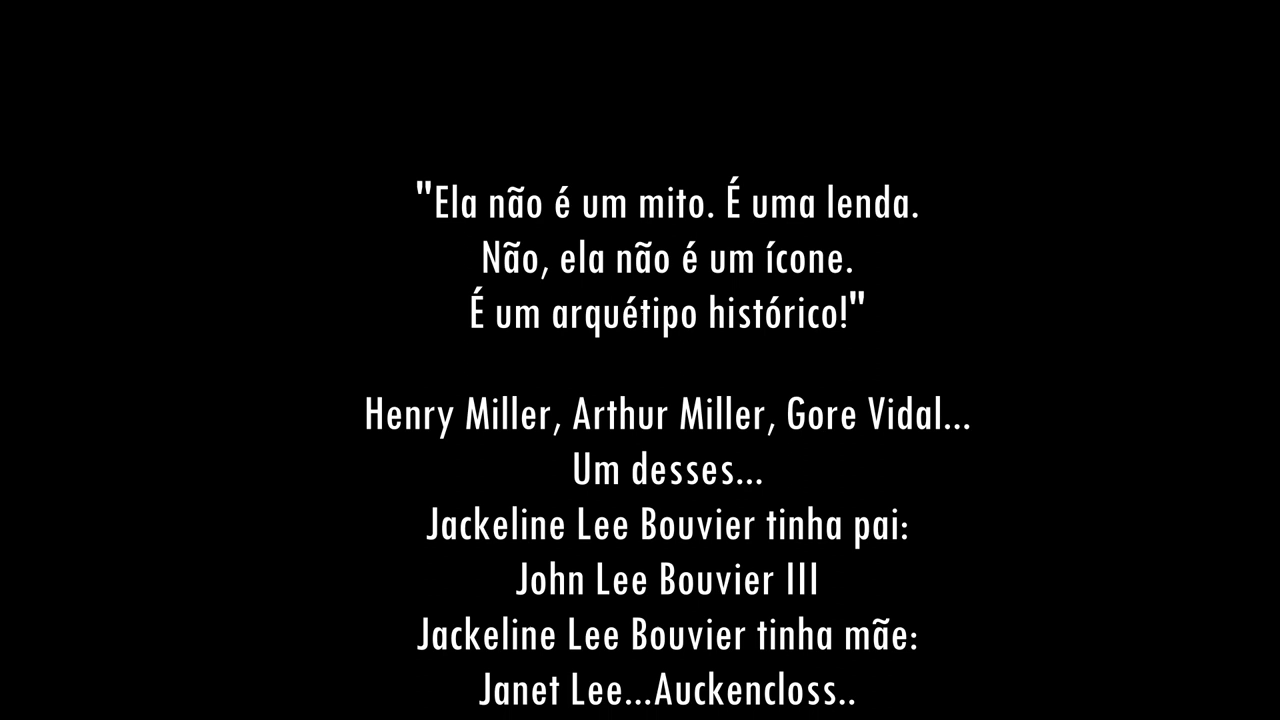 "Ela não é um mito. É uma lenda.
Não, ela não é um ícone.
É um arquétipo histórico!"
Henry Miller, Arthur Miller, Gore Vidal...
Um desses...
Jackeline Lee Bouvier tinha pai:
John Lee Bouvier III
Jackeline Lee Bouvier tinha mãe:
Janet Lee...Auckencloss..